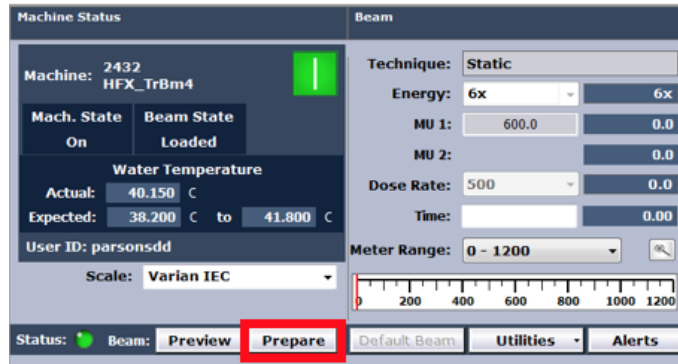 Machine Status
Machine: 2432
HFX_TrBm4
Mach. State Beam State
On Loaded
Water Temperature
Actual: 40.150 C
Expected: 38.200 C to 41.800 C
User ID: parsonsdd
Scale: Varian IEC
Beam
Technique: Static
Energy: 6x 6x
MU 1: 600.0 0.0
MU 2: 0.0
Dose Rate: 500 0.0
Time: 0.00
Meter Range: 0 - 1200
0 200 400 600 800 1000 1200
Status: Beam: Preview Prepare Default Beam Utilities Alerts